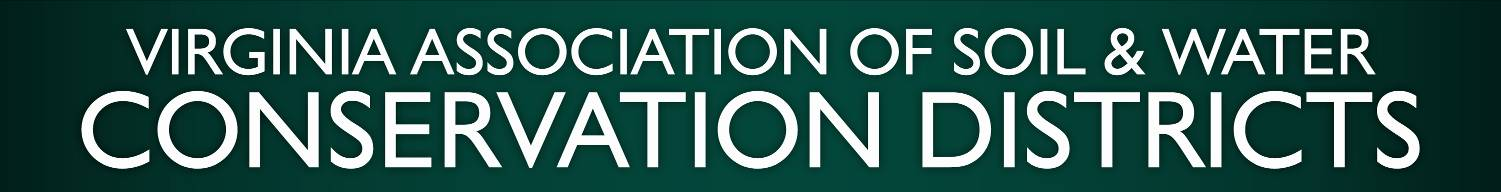 VIRGINIA ASSOCIATION OF SOIL & WATER
CONSERVATION DISTRICTS